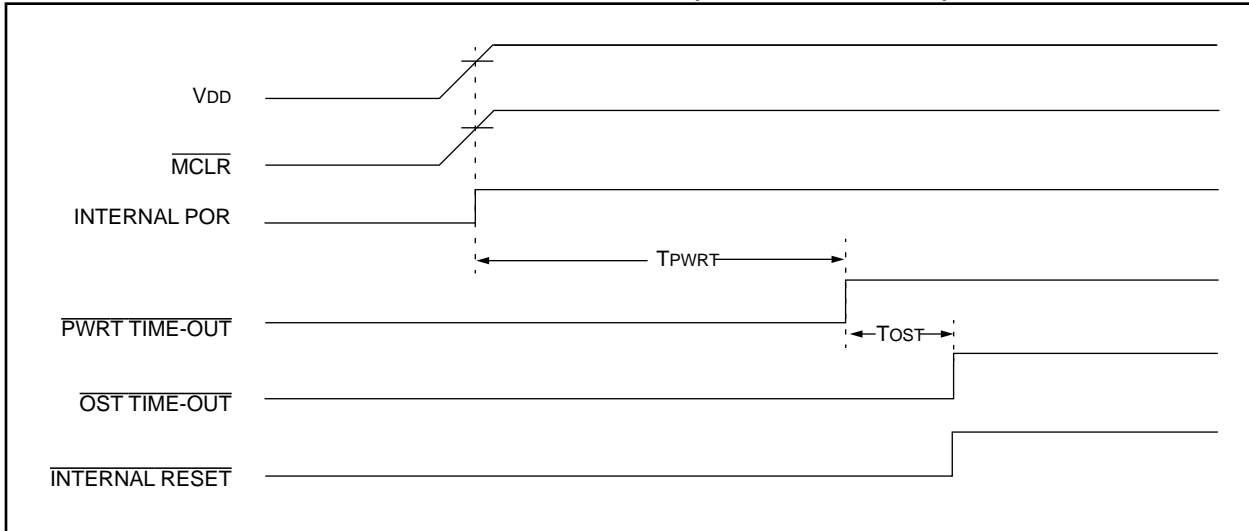 VDD
MCLR
INTERNAL POR
TPWRT
PWRT TIME-OUT
TOST
OST TIME-OUT
INTERNAL RESET